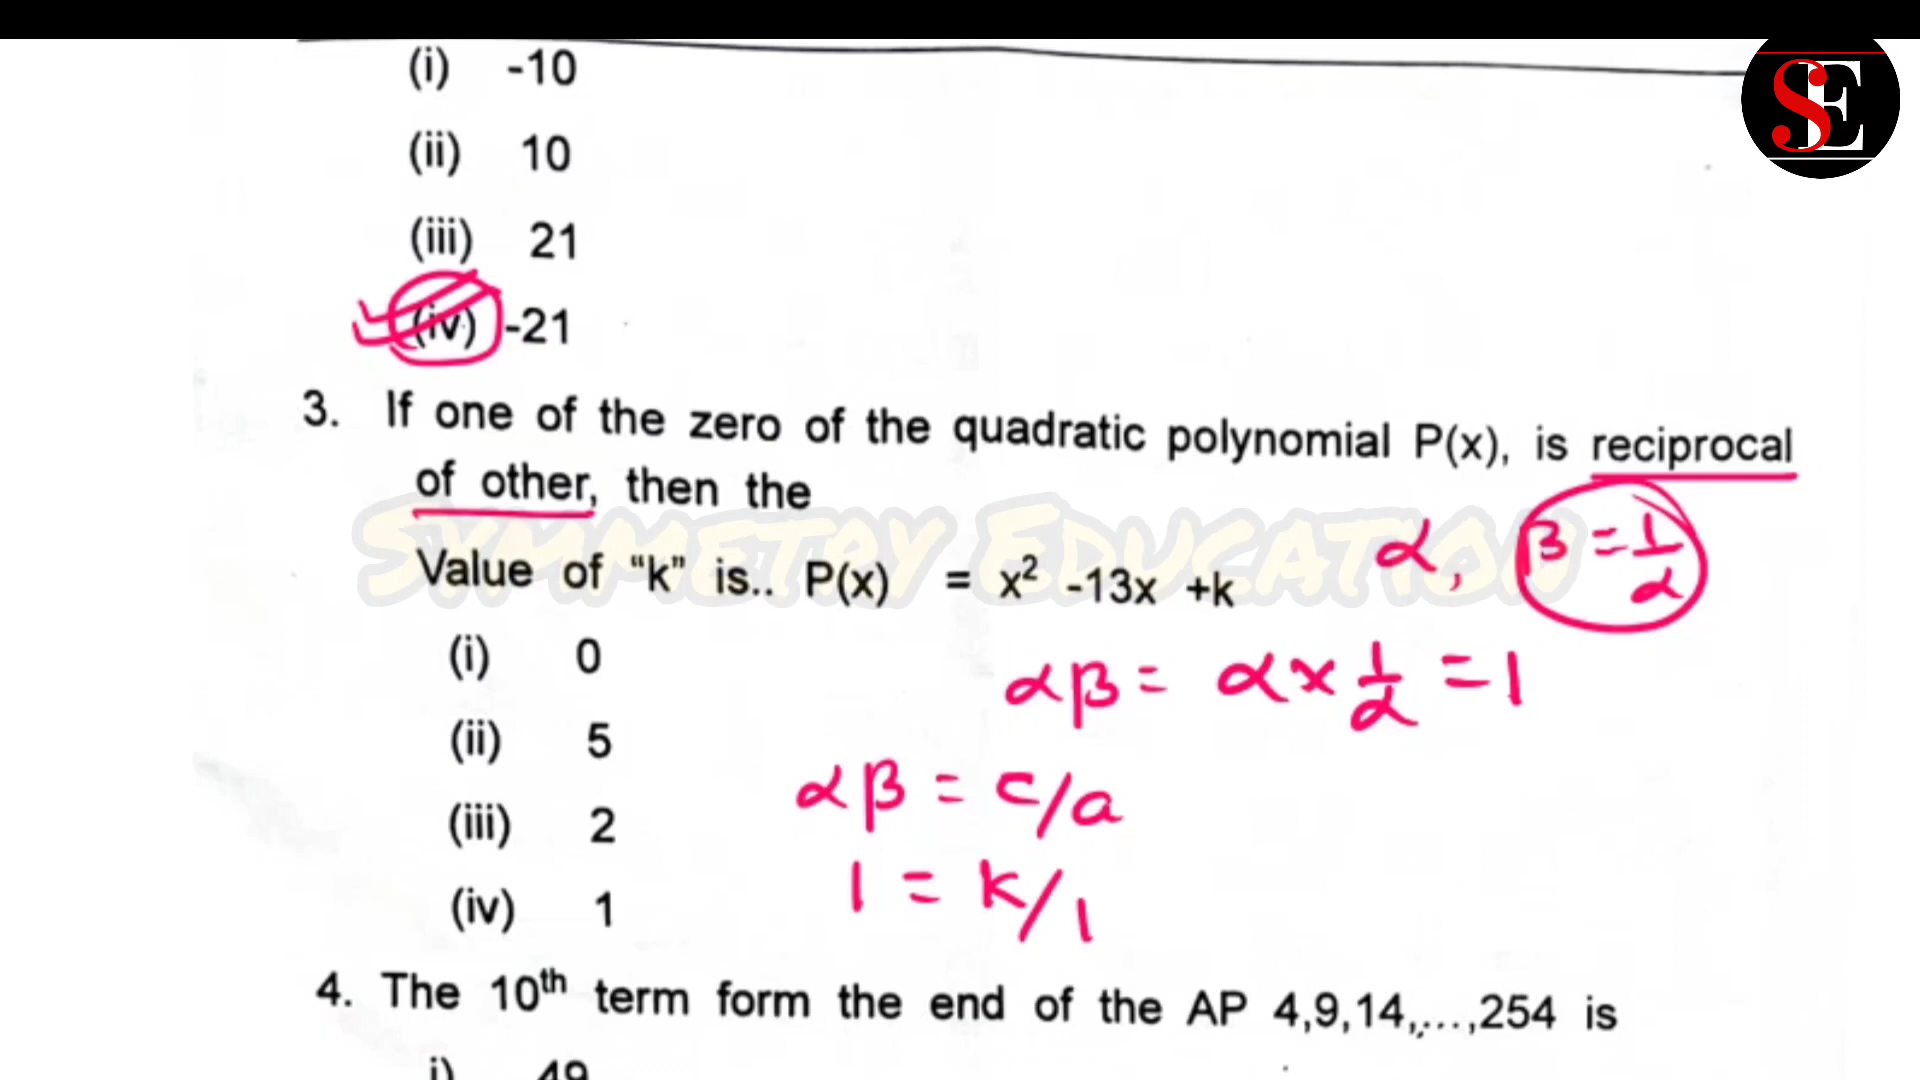 SE
(i) -10
(ii) 10
(iii) 21
(iv) -21
3. If one of the zero of the quadratic polynomial P(x), is reciprocal
of other, then the
Symmetry Education
α, β = 1/α
Value of “k” is.. P(x) = x² -13x +k
(i) 0
αβ = α × 1/α = 1
(ii) 5
αβ = c/a
(iii) 2
1 = k/1
(iv) 1
4. The 10th term form the end of the AP 4,9,14,...,254 is
i) 49